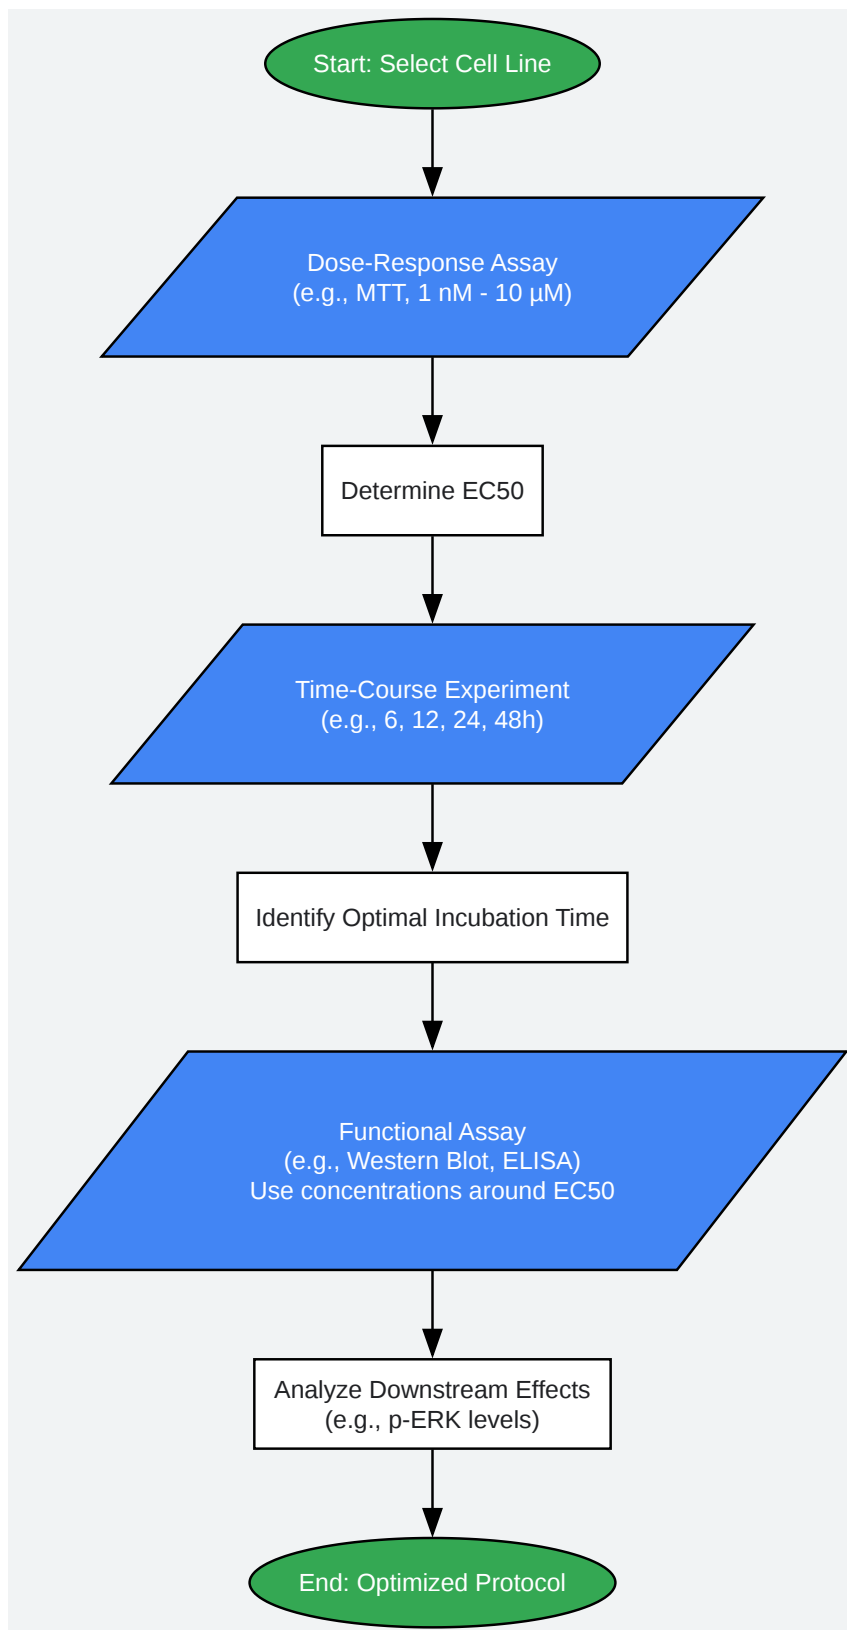 Start: Select Cell Line
Dose-Response Assay
(e.g., MTT, 1 nM - 10 µM)
Determine EC50
Time-Course Experiment
(e.g., 6, 12, 24, 48h)
Identify Optimal Incubation Time
Functional Assay
(e.g., Western Blot, ELISA)
Use concentrations around EC50
Analyze Downstream Effects
(e.g., p-ERK levels)
End: Optimized Protocol